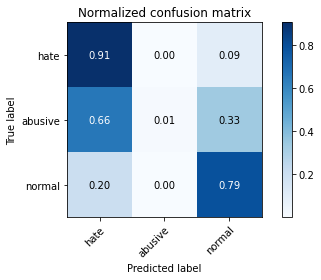 Normalized confusion matrix
hate 0.91 0.00 0.09
abusive 0.66 0.01 0.33
normal 0.20 0.00 0.79
hate abusive normal
True label
Predicted label
0.8
0.6
0.4
0.2